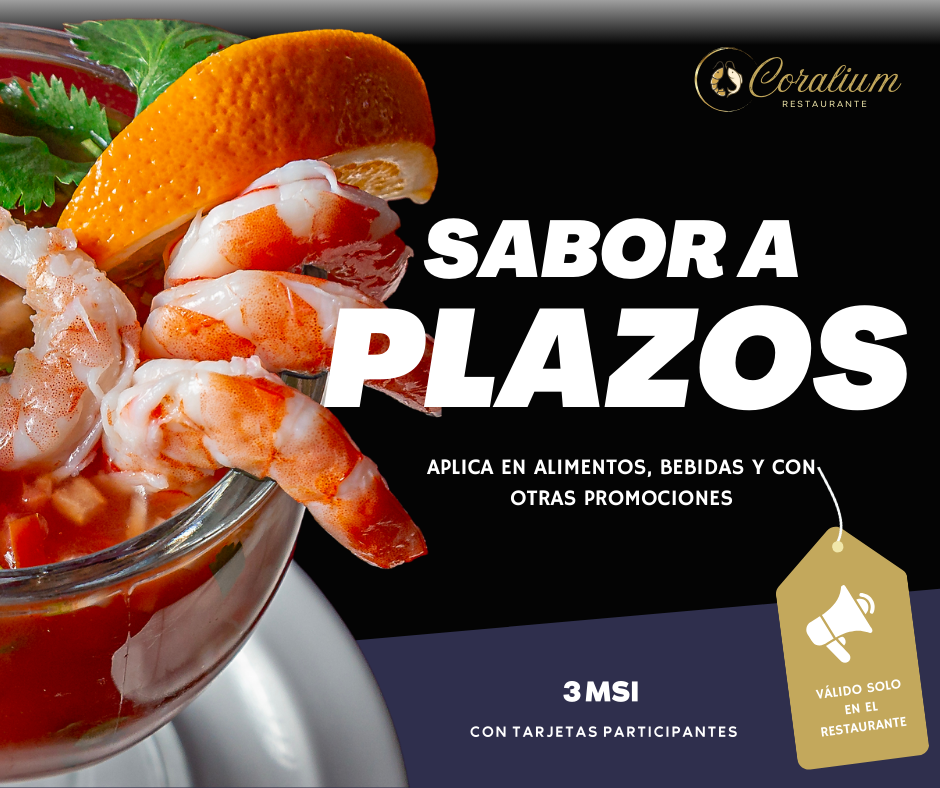 Coralium
RESTAURANTE
SABOR A
PLAZOS
APLICA EN ALIMENTOS, BEBIDAS Y CON
OTRAS PROMOCIONES
3 MSI
CON TARJETAS PARTICIPANTES
VÁLIDO SOLO
EN EL
RESTAURANTE